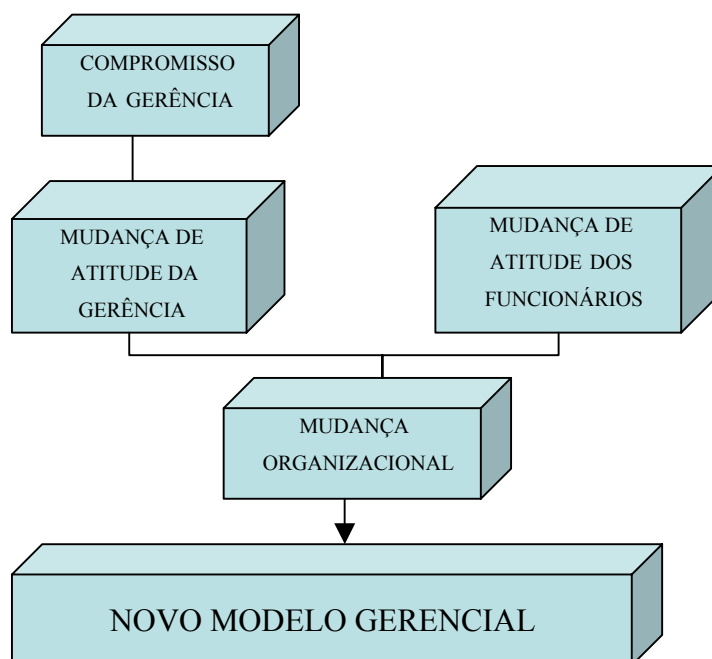 COMPROMISSO
DA GERÊNCIA
MUDANÇA DE
ATITUDE DA
GERÊNCIA
MUDANÇA DE
ATITUDE DOS
FUNCIONÁRIOS
MUDANÇA
ORGANIZACIONAL
NOVO MODELO GERENCIAL